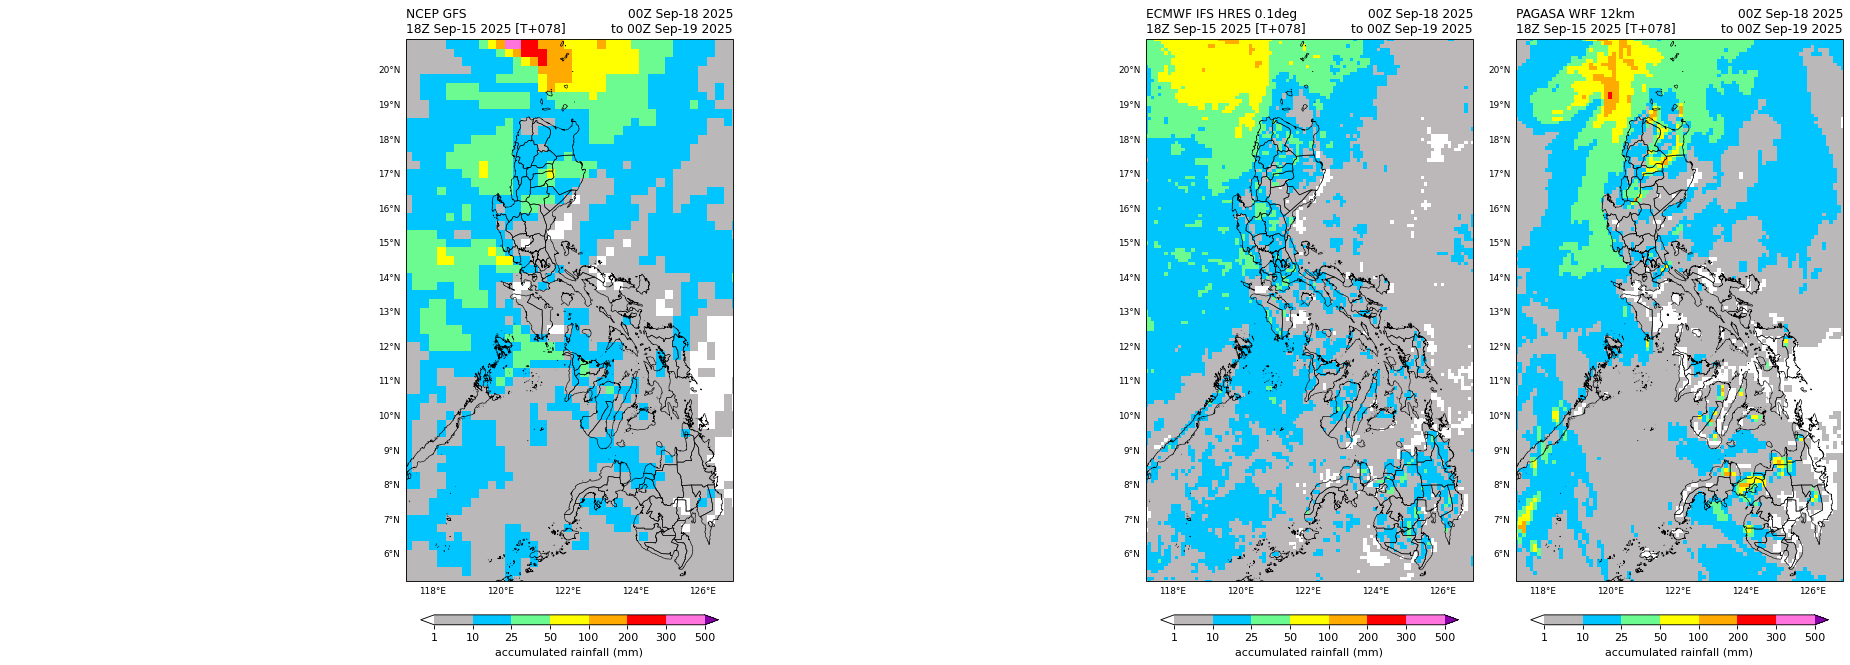 NCEP GFS 00Z Sep-18 2025
18Z Sep-15 2025 [T+078] to 00Z Sep-19 2025
20°N
19°N
18°N
17°N
16°N
15°N
14°N
13°N
12°N
11°N
10°N
9°N
8°N
7°N
6°N
118°E 120°E 122°E 124°E 126°E
1 10 25 50 100 200 300 500
accumulated rainfall (mm)
ECMWF IFS HRES 0.1deg 00Z Sep-18 2025
18Z Sep-15 2025 [T+078] to 00Z Sep-19 2025
20°N
19°N
18°N
17°N
16°N
15°N
14°N
13°N
12°N
11°N
10°N
9°N
8°N
7°N
6°N
118°E 120°E 122°E 124°E 126°E
1 10 25 50 100 200 300 500
accumulated rainfall (mm)
PAGASA WRF 12km 00Z Sep-18 2025
18Z Sep-15 2025 [T+078] to 00Z Sep-19 2025
20°N
19°N
18°N
17°N
16°N
15°N
14°N
13°N
12°N
11°N
10°N
9°N
8°N
7°N
6°N
118°E 120°E 122°E 124°E 126°E
1 10 25 50 100 200 300 500
accumulated rainfall (mm)